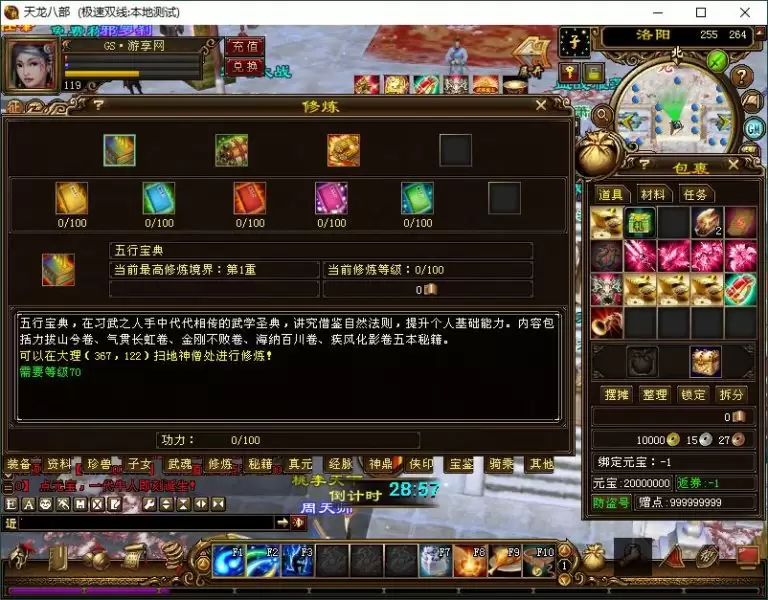 天龙八部 (极速双线:本地测试)
GS·游享网
充值
兑换
119
展开
洛阳 255 264
北
GM
修炼
0/100 0/100 0/100 0/100 0/100
五行宝典
当前最高修炼境界：第1重 当前修炼等级：0/100
0
五行宝典，在习武之人手中代代相传的武学圣典，讲究借鉴自然法则，提升个人基础能力。内容包
括力拔山兮卷、气贯长虹卷、金刚不败卷、海纳百川卷、疾风化影卷五本秘籍。
可以在大理（367，122）扫地神僧处进行修炼！
需要等级70
功力： 0/100
装备 资料 珍兽 子女 武魂 修炼 秘籍 真元 经脉 神鼎 侠印 宝鉴 骑乘 其他
包裹
道具 材料 任务
2
摆摊 整理 锁定 拆分
0
10000 15 27
绑定元宝：-1
元宝:20000000 返券:-1
防盗号 赠点:999999999
倒计时 28:57
周天师
近
F1 F2 F3 F7 F8 F9 F10
1